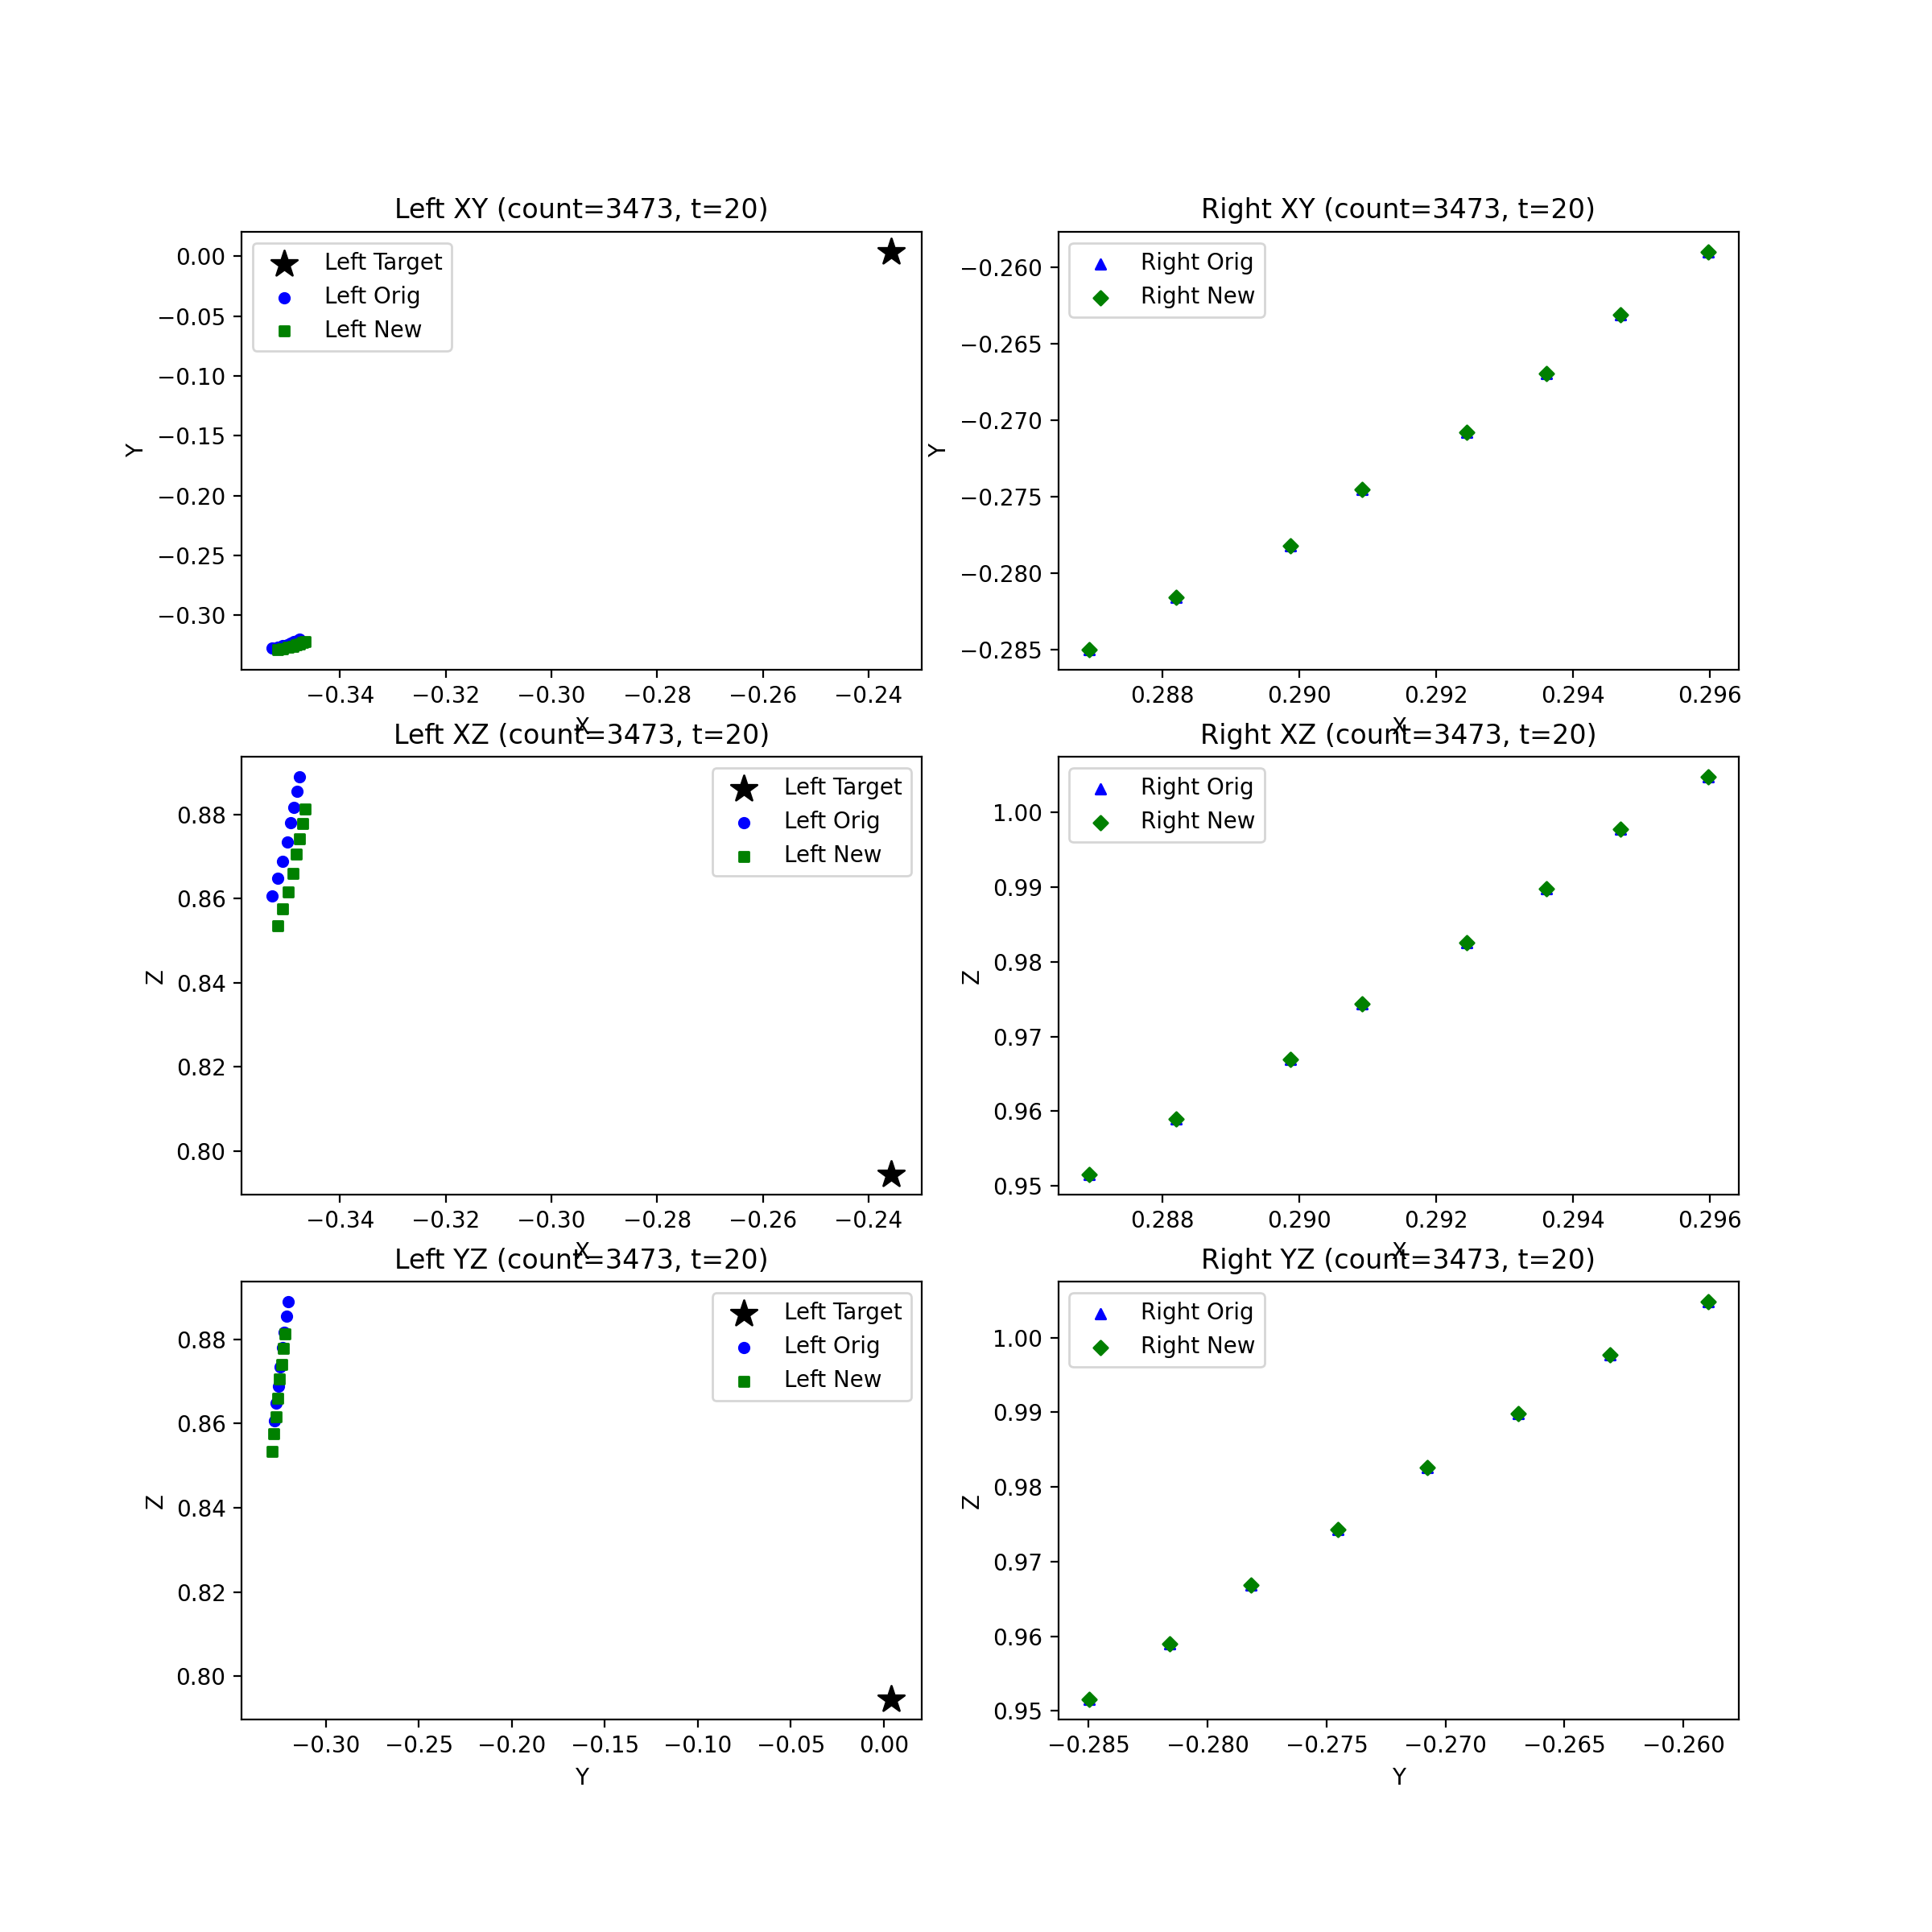 Left XY (count=3473, t=20)
Right XY (count=3473, t=20)
0.00
−0.05
−0.10
−0.15
−0.20
−0.25
−0.30
Y
Left Target
Left Orig
Left New
−0.34
−0.32
−0.30
−0.28
−0.26
−0.24
X
−0.260
−0.265
−0.270
−0.275
−0.280
−0.285
Y
Right Orig
Right New
0.288
0.290
0.292
0.294
0.296
X
Left XZ (count=3473, t=20)
Right XZ (count=3473, t=20)
0.88
0.86
0.84
0.82
0.80
Z
Left Target
Left Orig
Left New
−0.34
−0.32
−0.30
−0.28
−0.26
−0.24
X
1.00
0.99
0.98
0.97
0.96
0.95
Z
Right Orig
Right New
0.288
0.290
0.292
0.294
0.296
X
Left YZ (count=3473, t=20)
Right YZ (count=3473, t=20)
0.88
0.86
0.84
0.82
0.80
Z
Left Target
Left Orig
Left New
−0.30
−0.25
−0.20
−0.15
−0.10
−0.05
0.00
Y
1.00
0.99
0.98
0.97
0.96
0.95
Z
Right Orig
Right New
−0.285
−0.280
−0.275
−0.270
−0.265
−0.260
Y